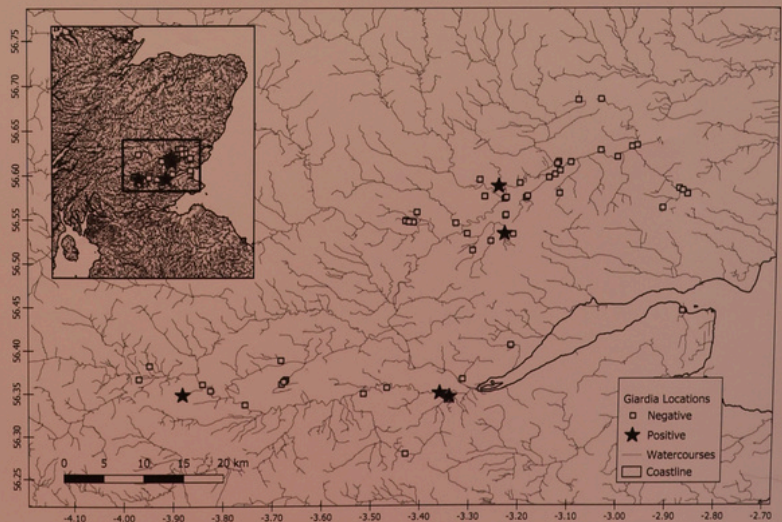 56.75
56.70
56.65
56.60
56.55
56.50
56.45
56.40
56.35
56.30
56.25
Giardia Locations
Negative
Positive
Watercourses
Coastline
0 5 10 15 20 km
-4.10 -4.00 -3.90 -3.80 -3.70 -3.60 -3.50 -3.40 -3.30 -3.20 -3.10 -3.00 -2.90 -2.80 -2.70